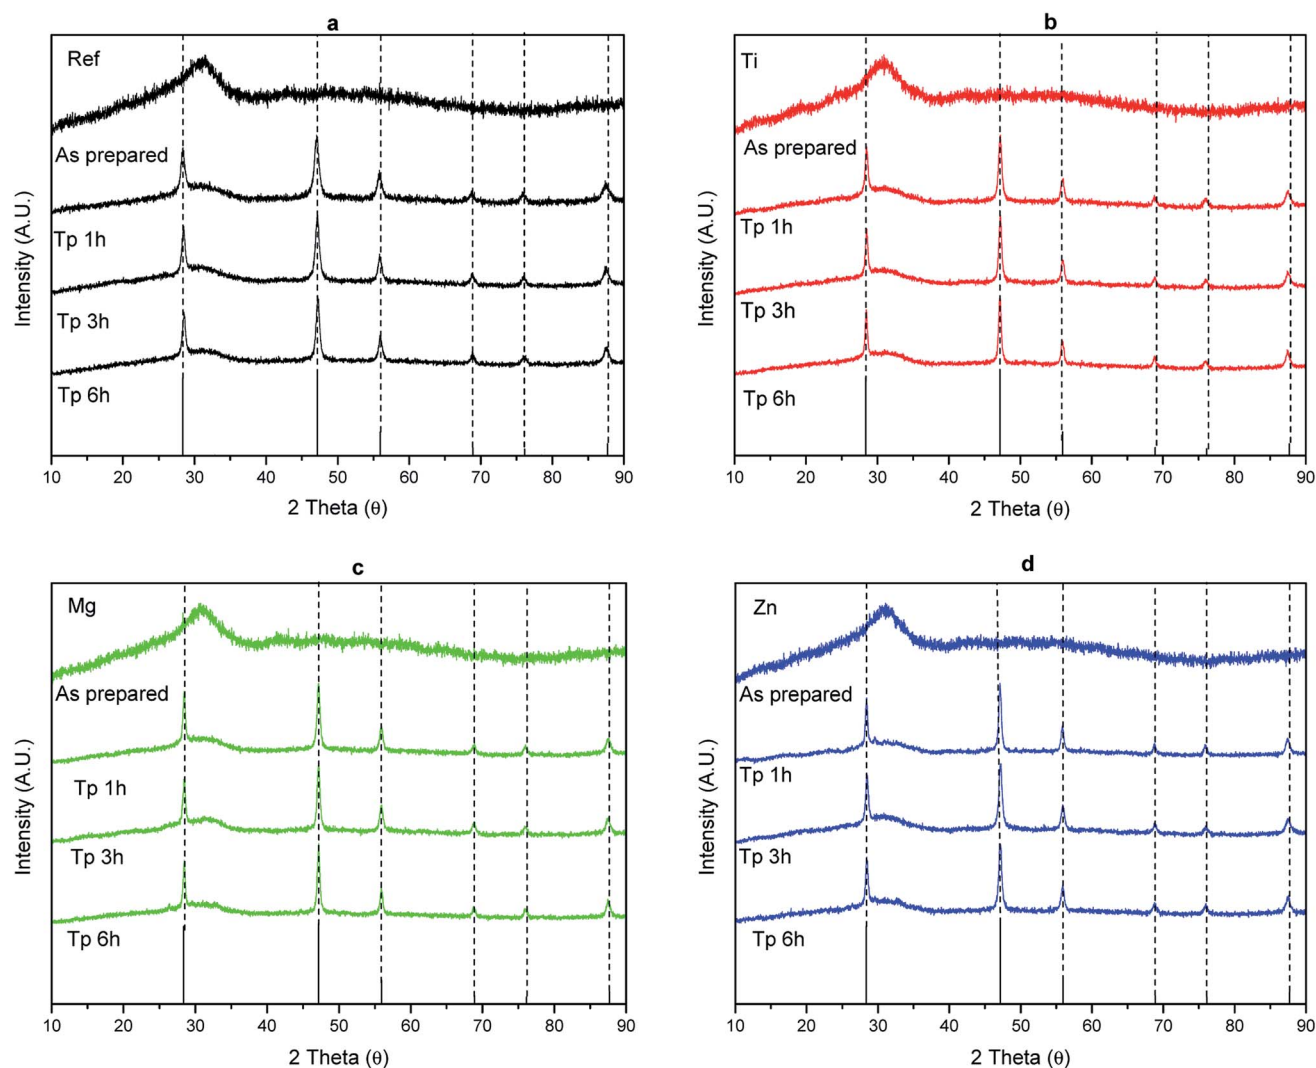 a
Ref
As prepared
Tp 1h
Tp 3h
Tp 6h
Intensity (A.U.)
10 20 30 40 50 60 70 80 90
2 Theta (θ)
b
Ti
As prepared
Tp 1h
Tp 3h
Tp 6h
Intensity (A.U.)
10 20 30 40 50 60 70 80 90
2 Theta (θ)
c
Mg
As prepared
Tp 1h
Tp 3h
Tp 6h
Intensity (A.U.)
10 20 30 40 50 60 70 80 90
2 Theta (θ)
d
Zn
As prepared
Tp 1h
Tp 3h
Tp 6h
Intensity (A.U.)
10 20 30 40 50 60 70 80 90
2 Theta (θ)